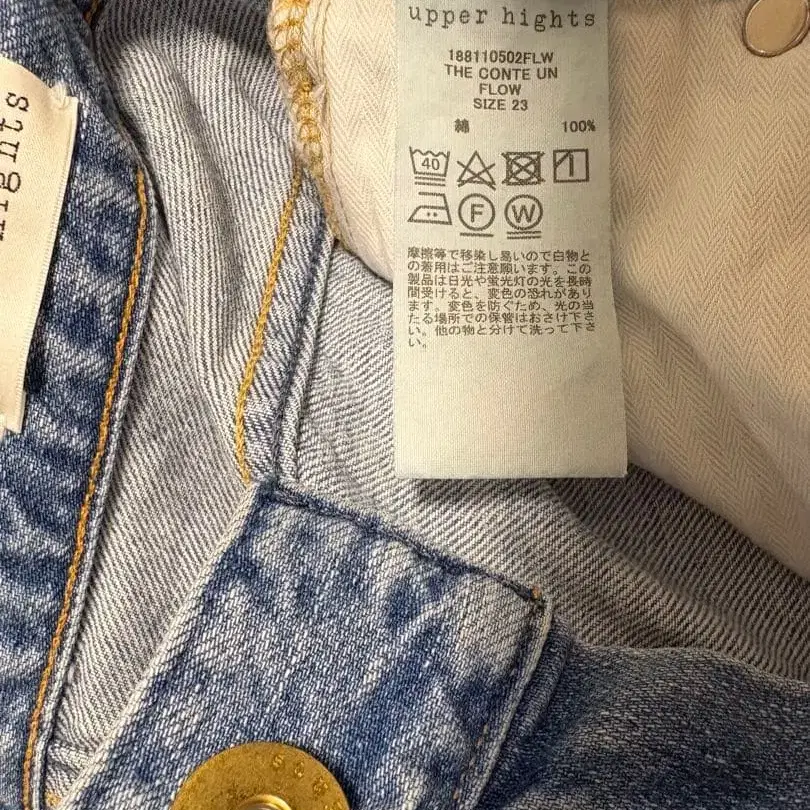 upper hights
188110502FLW
THE CONTE UN
FLOW
SIZE 23
綿 100%
40
F W
摩擦等で移染し易いので白物と
の着用はご注意願います。この
製品は日光や蛍光灯の光を長時
間受けると、変色の恐れがあり
ます。変色を防ぐため、光の当
たる場所での保管はおさけ下さ
い。他の物と分けて洗って下さ
い。
hights